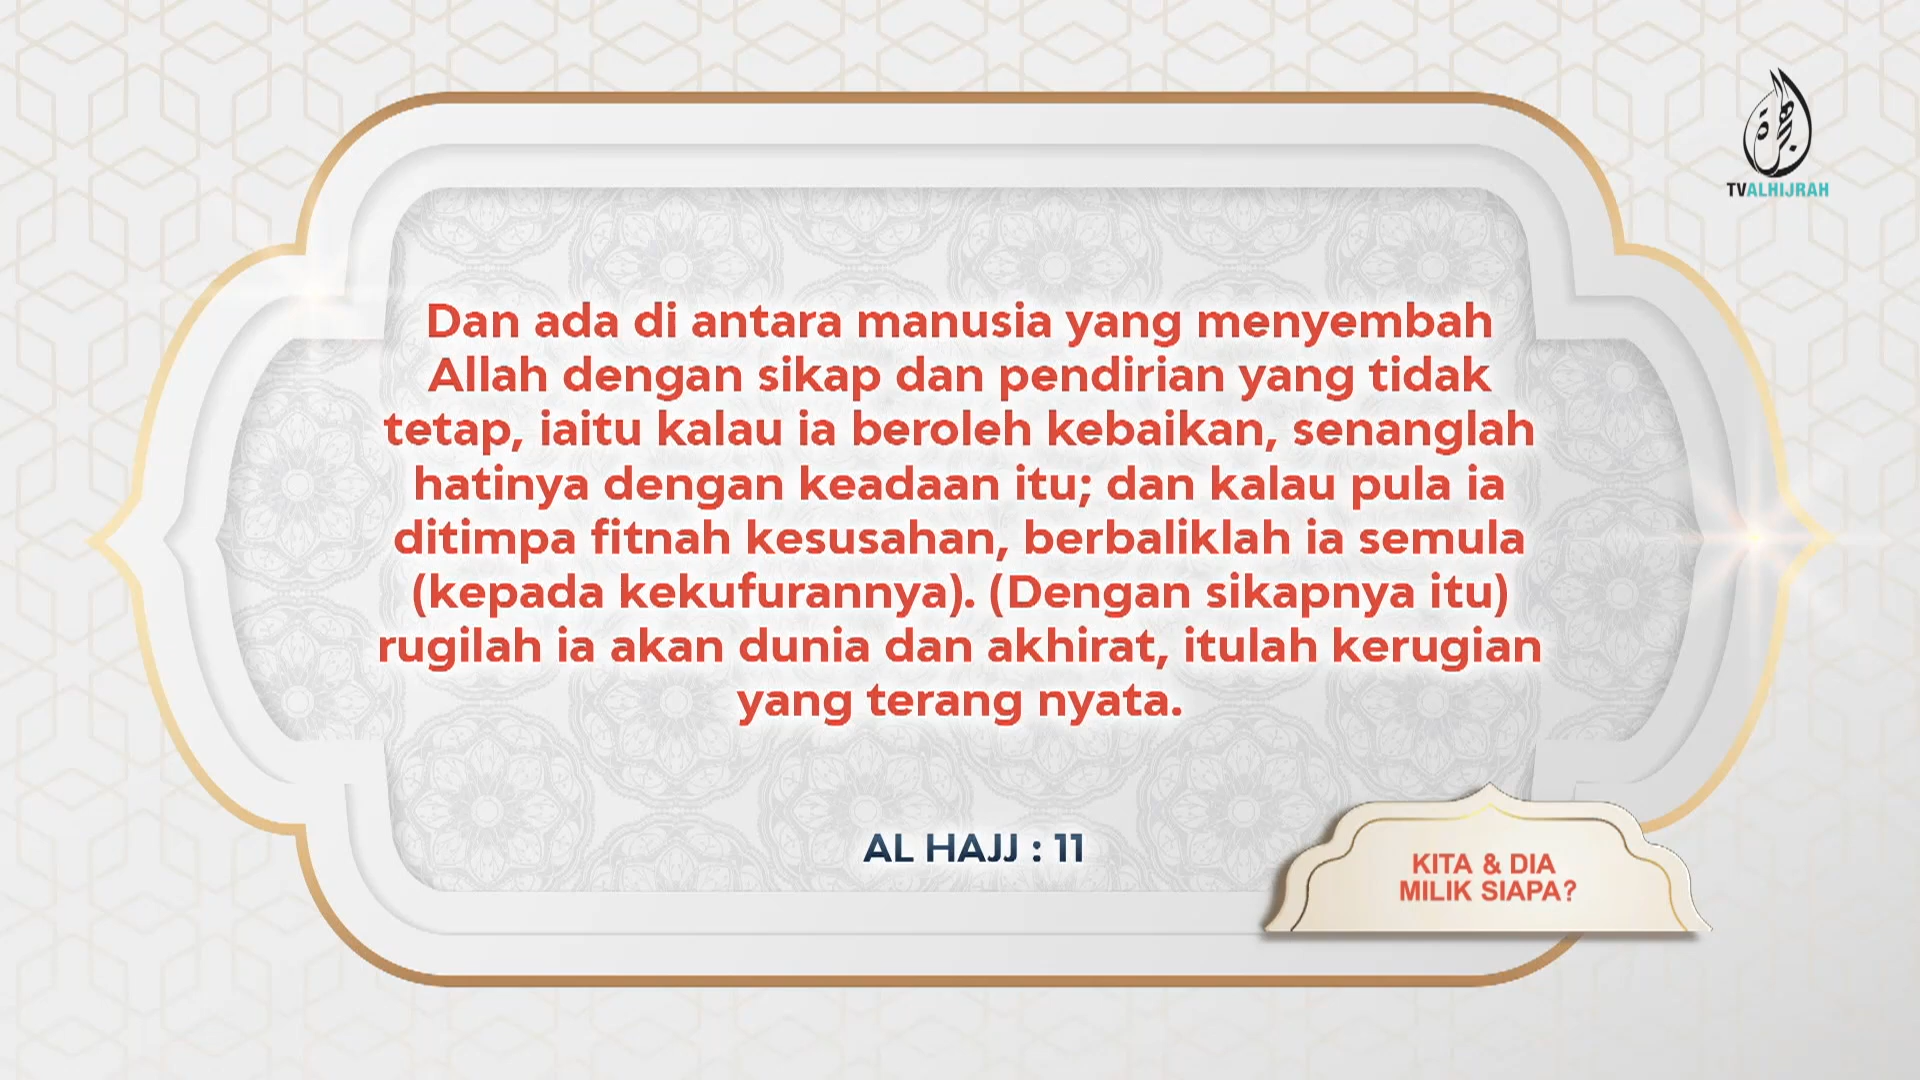 هجرة
TVALHIJRAH
Dan ada di antara manusia yang menyembah
Allah dengan sikap dan pendirian yang tidak
tetap, iaitu kalau ia beroleh kebaikan, senanglah
hatinya dengan keadaan itu; dan kalau pula ia
ditimpa fitnah kesusahan, berbaliklah ia semula
(kepada kekufurannya). (Dengan sikapnya itu)
rugilah ia akan dunia dan akhirat, itulah kerugian
yang terang nyata.
AL HAJJ : 11
KITA & DIA
MILIK SIAPA?